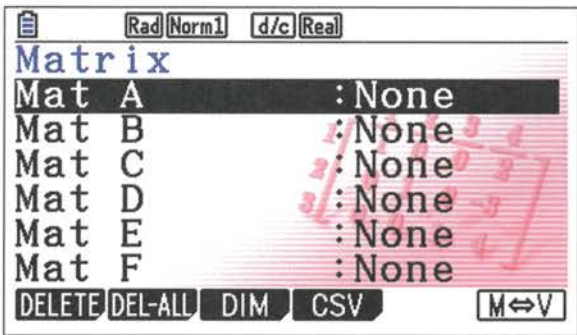 Rad Norm1 d/c Real
Matrix
Mat A :None
Mat B :None
Mat C :None
Mat D :None
Mat E :None
Mat F :None
DELETE DEL-ALL DIM CSV M⇔V